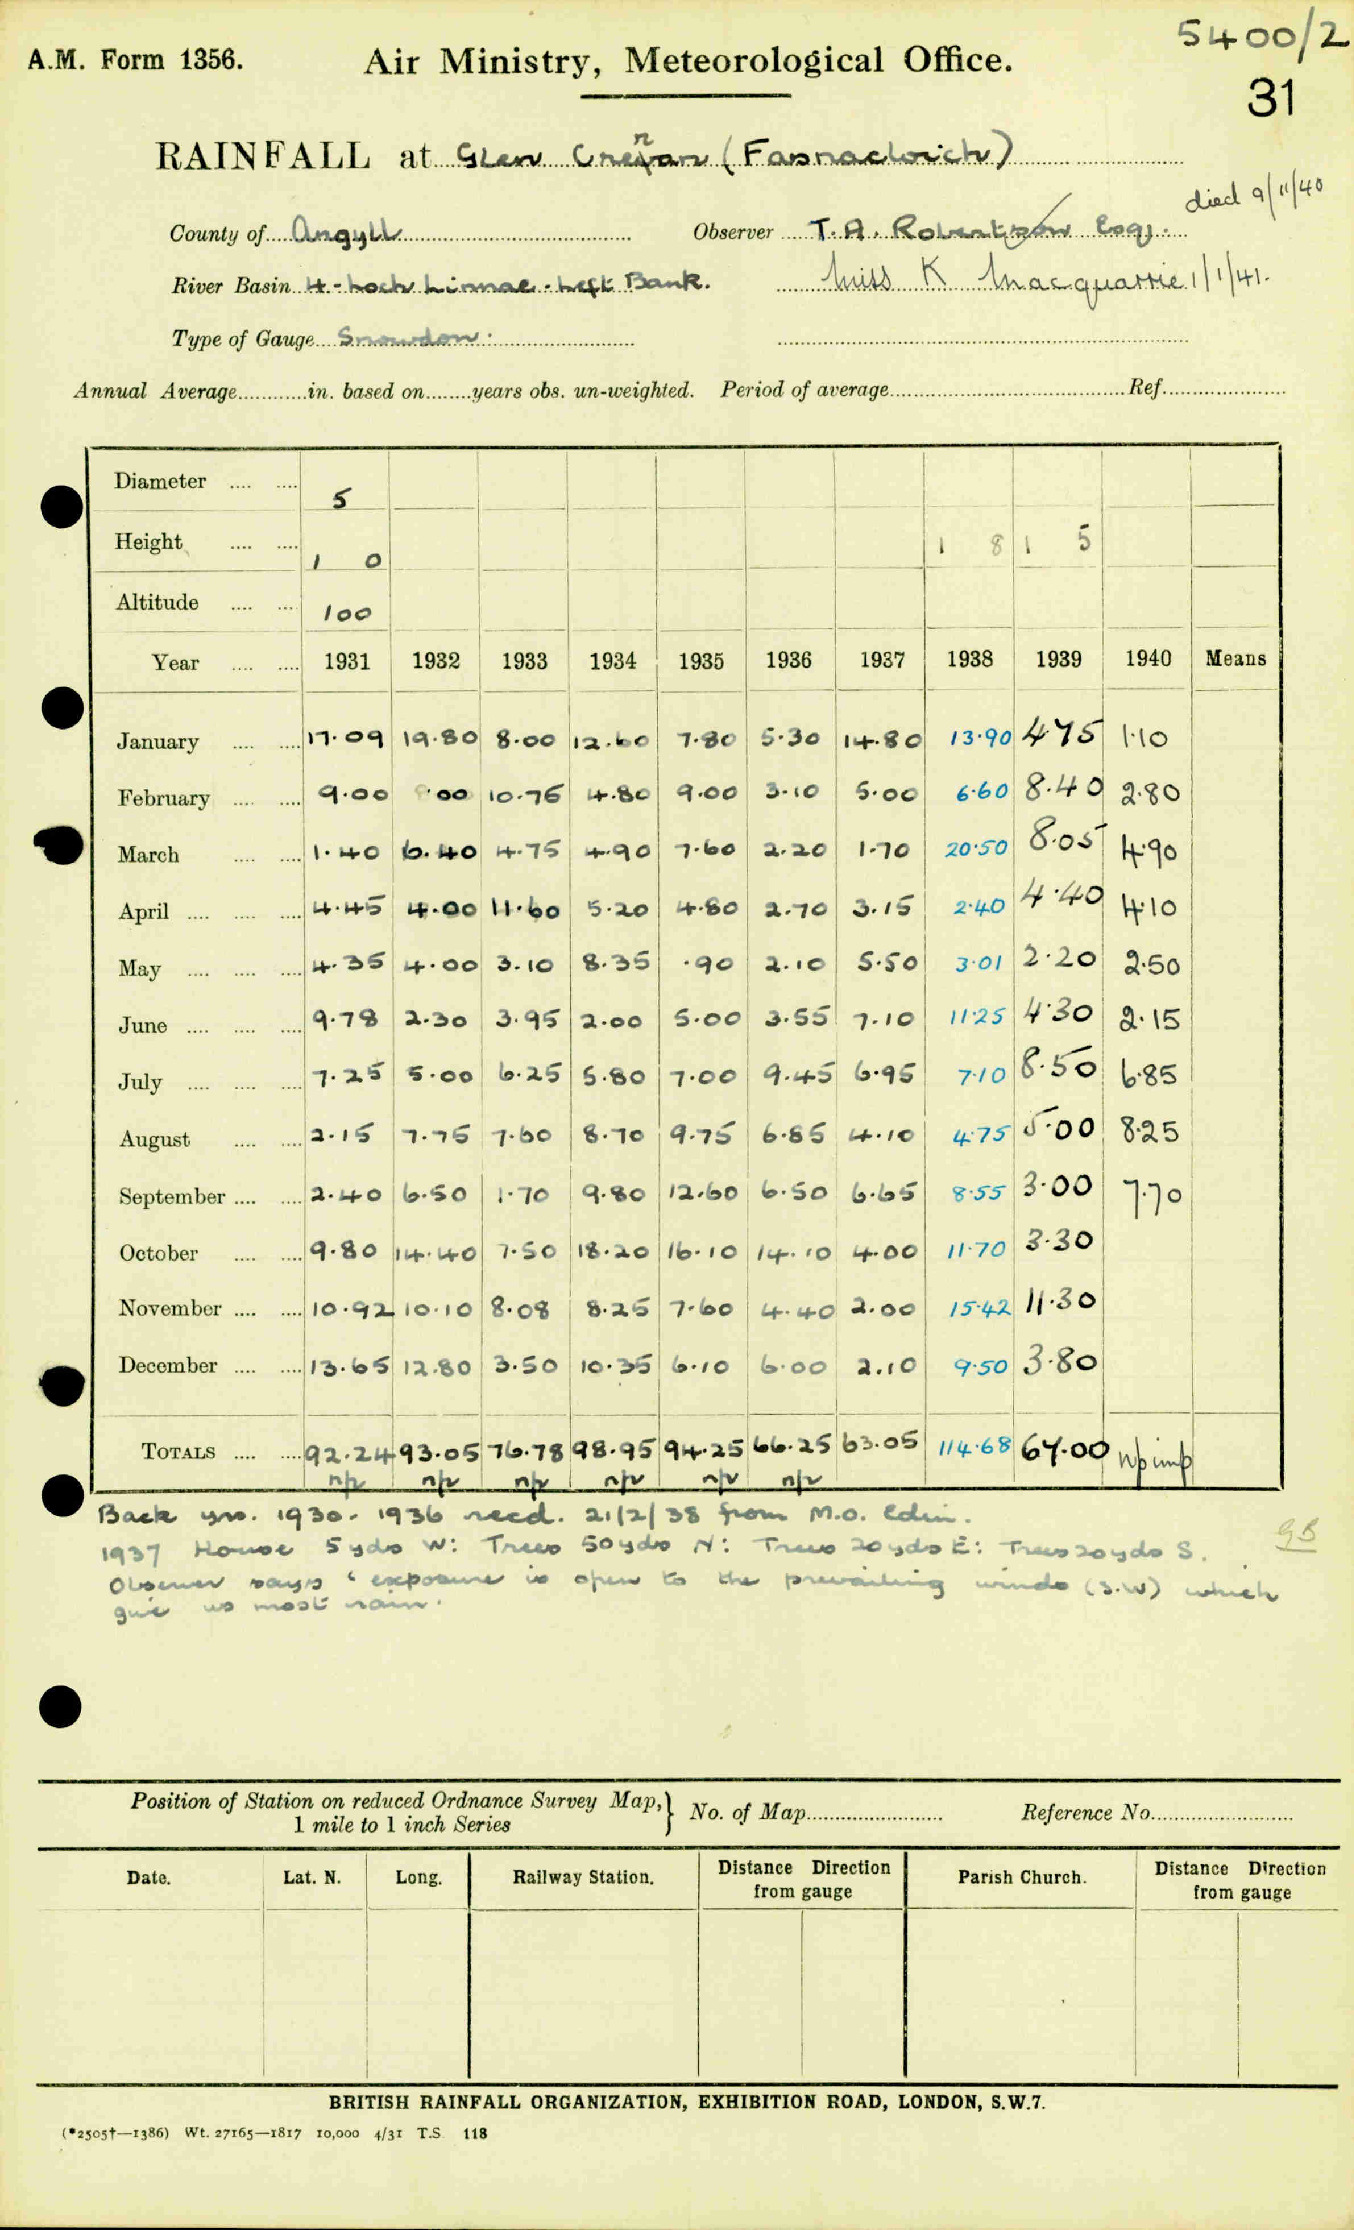 5400/2
A.M. Form 1356.
Air Ministry, Meteorological Office.
31
RAINFALL at Glen Creran (Fasnacloich)
died 9/11/40
County of Argyll Observer T. A. Robertson Esq.
River Basin 4 - Loch Linnhe - Left Bank. Miss K Macquarrie 1/1/41.
Type of Gauge Snowdon.
Annual Average in. based on years obs. un-weighted. Period of average Ref.
Diameter 5
Height 1 0 1 8 1 5
Altitude 100
Year 1931 1932 1933 1934 1935 1936 1937 1938 1939 1940 Means
January 17.09 19.80 8.00 12.60 7.80 5.30 14.80 13.90 4.75 1.10
February 9.00 .00 10.75 4.80 9.00 3.10 5.00 6.60 8.40 2.80
March 1.40 6.40 4.75 4.90 7.60 2.20 1.70 20.50 8.05 4.90
April 4.45 4.00 11.60 5.20 4.80 2.70 3.15 2.40 4.40 4.10
May 4.35 4.00 3.10 8.35 .90 2.10 5.50 3.01 2.20 2.50
June 9.78 2.30 3.95 2.00 5.00 3.55 7.10 11.25 4.30 2.15
July 7.25 5.00 6.25 5.80 7.00 9.45 6.95 7.10 8.50 6.85
August 2.15 7.75 7.60 8.70 9.75 6.85 4.10 4.75 5.00 8.25
September 2.40 6.50 1.70 9.80 12.60 6.50 6.65 8.55 3.00 7.70
October 9.80 14.40 7.50 18.20 16.10 14.10 4.00 11.70 3.30
November 10.92 10.10 8.08 8.25 7.60 4.40 2.00 15.42 11.30
December 13.65 12.80 3.50 10.35 6.10 6.00 2.10 9.50 3.80
TOTALS 92.24 93.05 76.78 98.95 94.25 66.25 63.05 114.68 67.00 np imp
np np np np np np
Back yrs. 1930-1936 recd. 21/2/38 from M.O. Edin.
1937 House 5 yds W: Trees 50 yds N: Trees 20 yds E: Trees 20 yds S.
Observer says "exposure is open to the prevailing winds (S.W) which
give us most rain.
Position of Station on reduced Ordnance Survey Map, 1 mile to 1 inch Series } No. of Map Reference No.
Date. Lat. N. Long. Railway Station. Distance Direction from gauge Parish Church. Distance Direction from gauge
BRITISH RAINFALL ORGANIZATION, EXHIBITION ROAD, LONDON, S.W.7.
(*2505†—1386) Wt. 27165—1817 10,000 4/31 T.S. 118